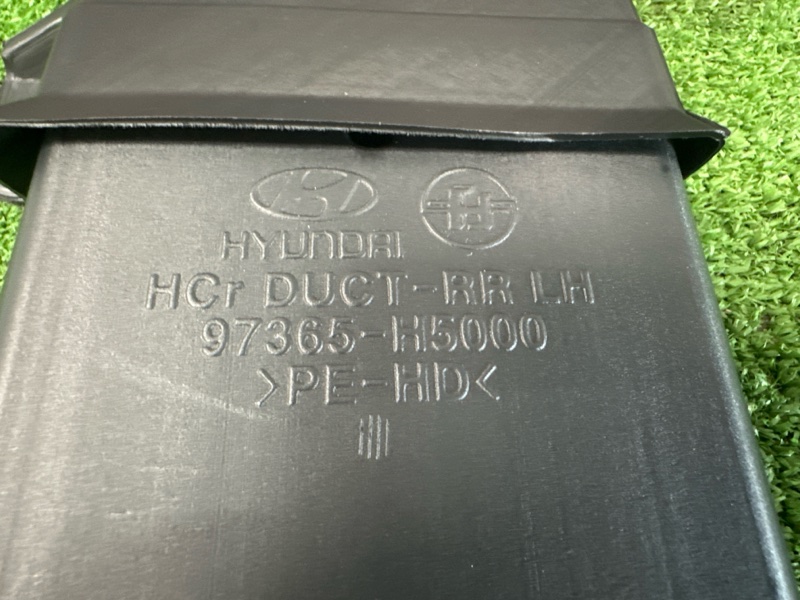 HYUNDAI
HCr DUCT-RR LH
97365-H5000
>PE-HD<